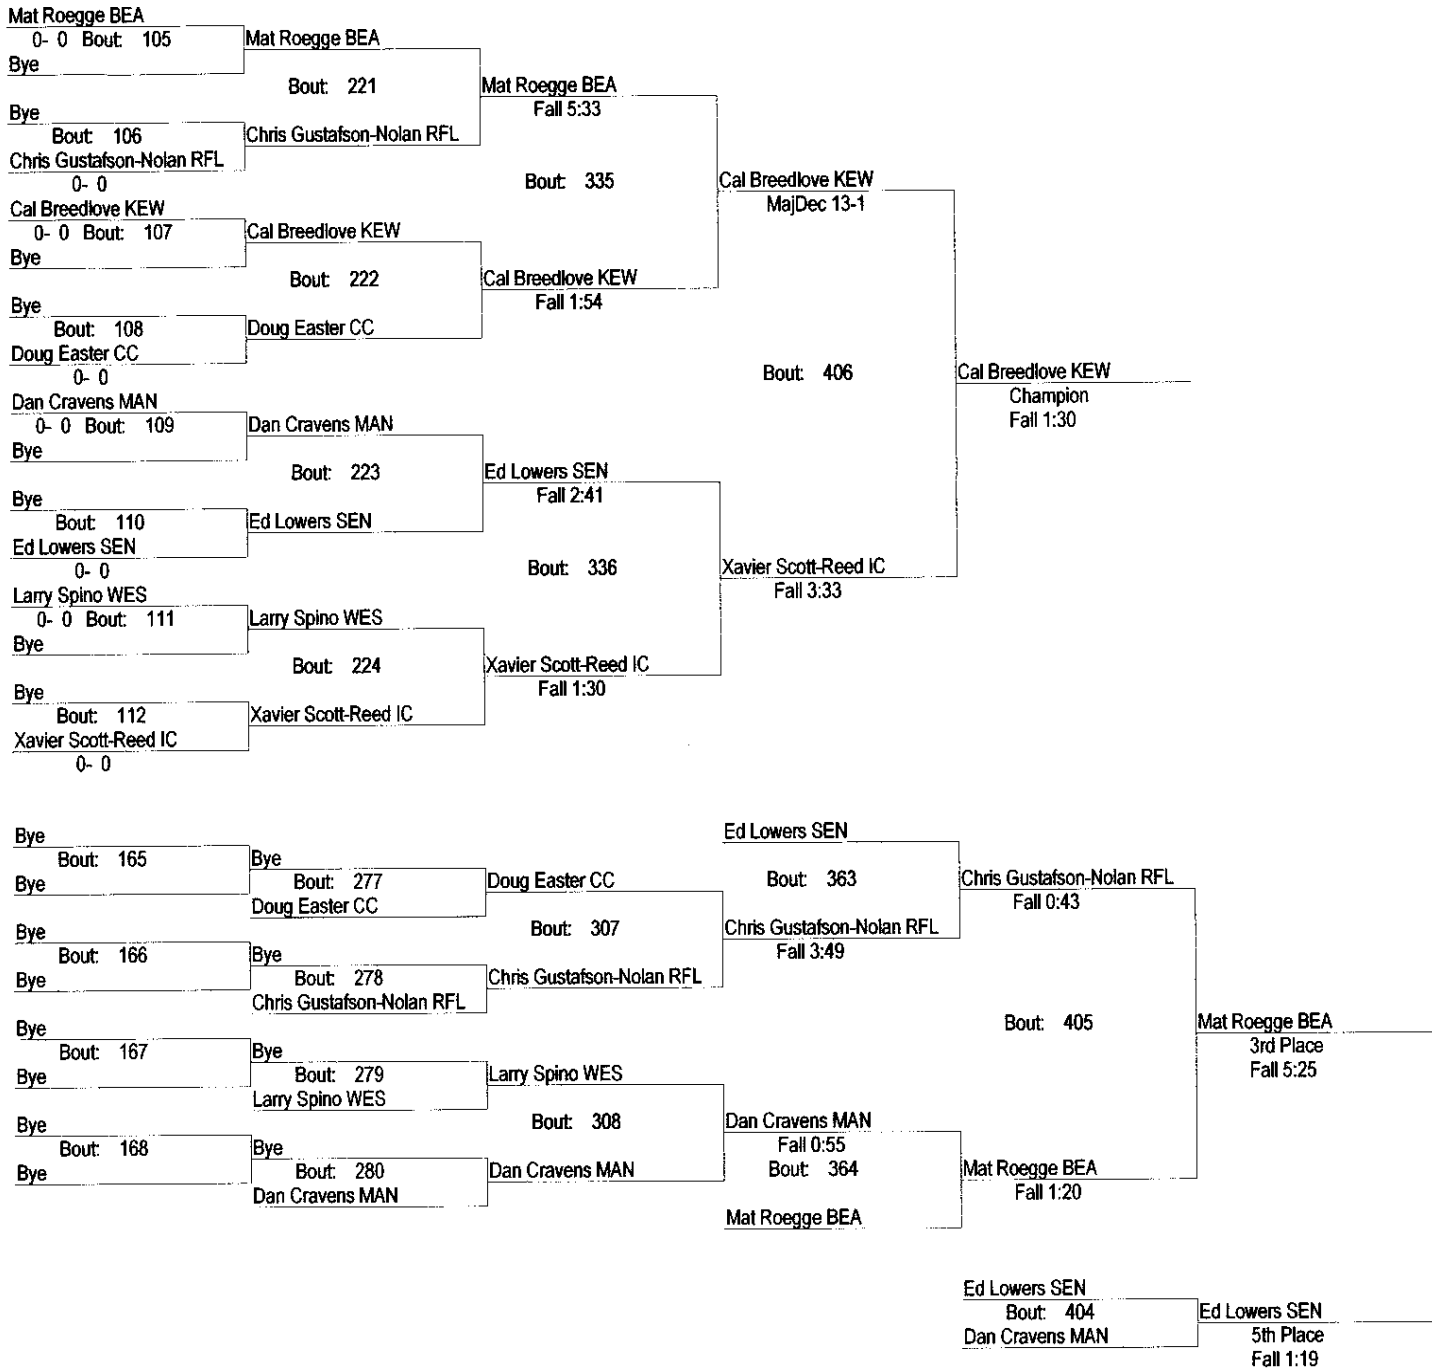 Mat Roegge BEA
0- 0 Bout: 105
Bye
Mat Roegge BEA
Bout: 221
Bye
Bout: 106
Chris Gustafson-Nolan RFL
0- 0
Chris Gustafson-Nolan RFL
Mat Roegge BEA
Fall 5:33
Bout: 335
Cal Breedlove KEW
0- 0 Bout: 107
Bye
Cal Breedlove KEW
Bout: 222
Bye
Bout: 108
Doug Easter CC
0- 0
Doug Easter CC
Cal Breedlove KEW
Fall 1:54
Cal Breedlove KEW
MajDec 13-1
Bout: 406
Cal Breedlove KEW
Champion
Fall 1:30
Dan Cravens MAN
0- 0 Bout: 109
Bye
Dan Cravens MAN
Bout: 223
Bye
Bout: 110
Ed Lowers SEN
0- 0
Ed Lowers SEN
Ed Lowers SEN
Fall 2:41
Bout: 336
Larry Spino WES
0- 0 Bout: 111
Bye
Larry Spino WES
Bout: 224
Bye
Bout: 112
Xavier Scott-Reed IC
0- 0
Xavier Scott-Reed IC
Xavier Scott-Reed IC
Fall 1:30
Xavier Scott-Reed IC
Fall 3:33
Bye
Bout: 165
Bye
Bye
Bout: 277
Doug Easter CC
Doug Easter CC
Bout: 307
Bye
Bout: 166
Bye
Bye
Bout: 278
Chris Gustafson-Nolan RFL
Chris Gustafson-Nolan RFL
Ed Lowers SEN
Bout: 363
Chris Gustafson-Nolan RFL
Fall 3:49
Chris Gustafson-Nolan RFL
Fall 0:43
Bout: 405
Mat Roegge BEA
3rd Place
Fall 5:25
Bye
Bout: 167
Bye
Bye
Bout: 279
Larry Spino WES
Larry Spino WES
Bout: 308
Bye
Bout: 168
Bye
Bye
Bout: 280
Dan Cravens MAN
Dan Cravens MAN
Dan Cravens MAN
Fall 0:55
Bout: 364
Mat Roegge BEA
Mat Roegge BEA
Fall 1:20
Ed Lowers SEN
Bout: 404
Dan Cravens MAN
Ed Lowers SEN
5th Place
Fall 1:19